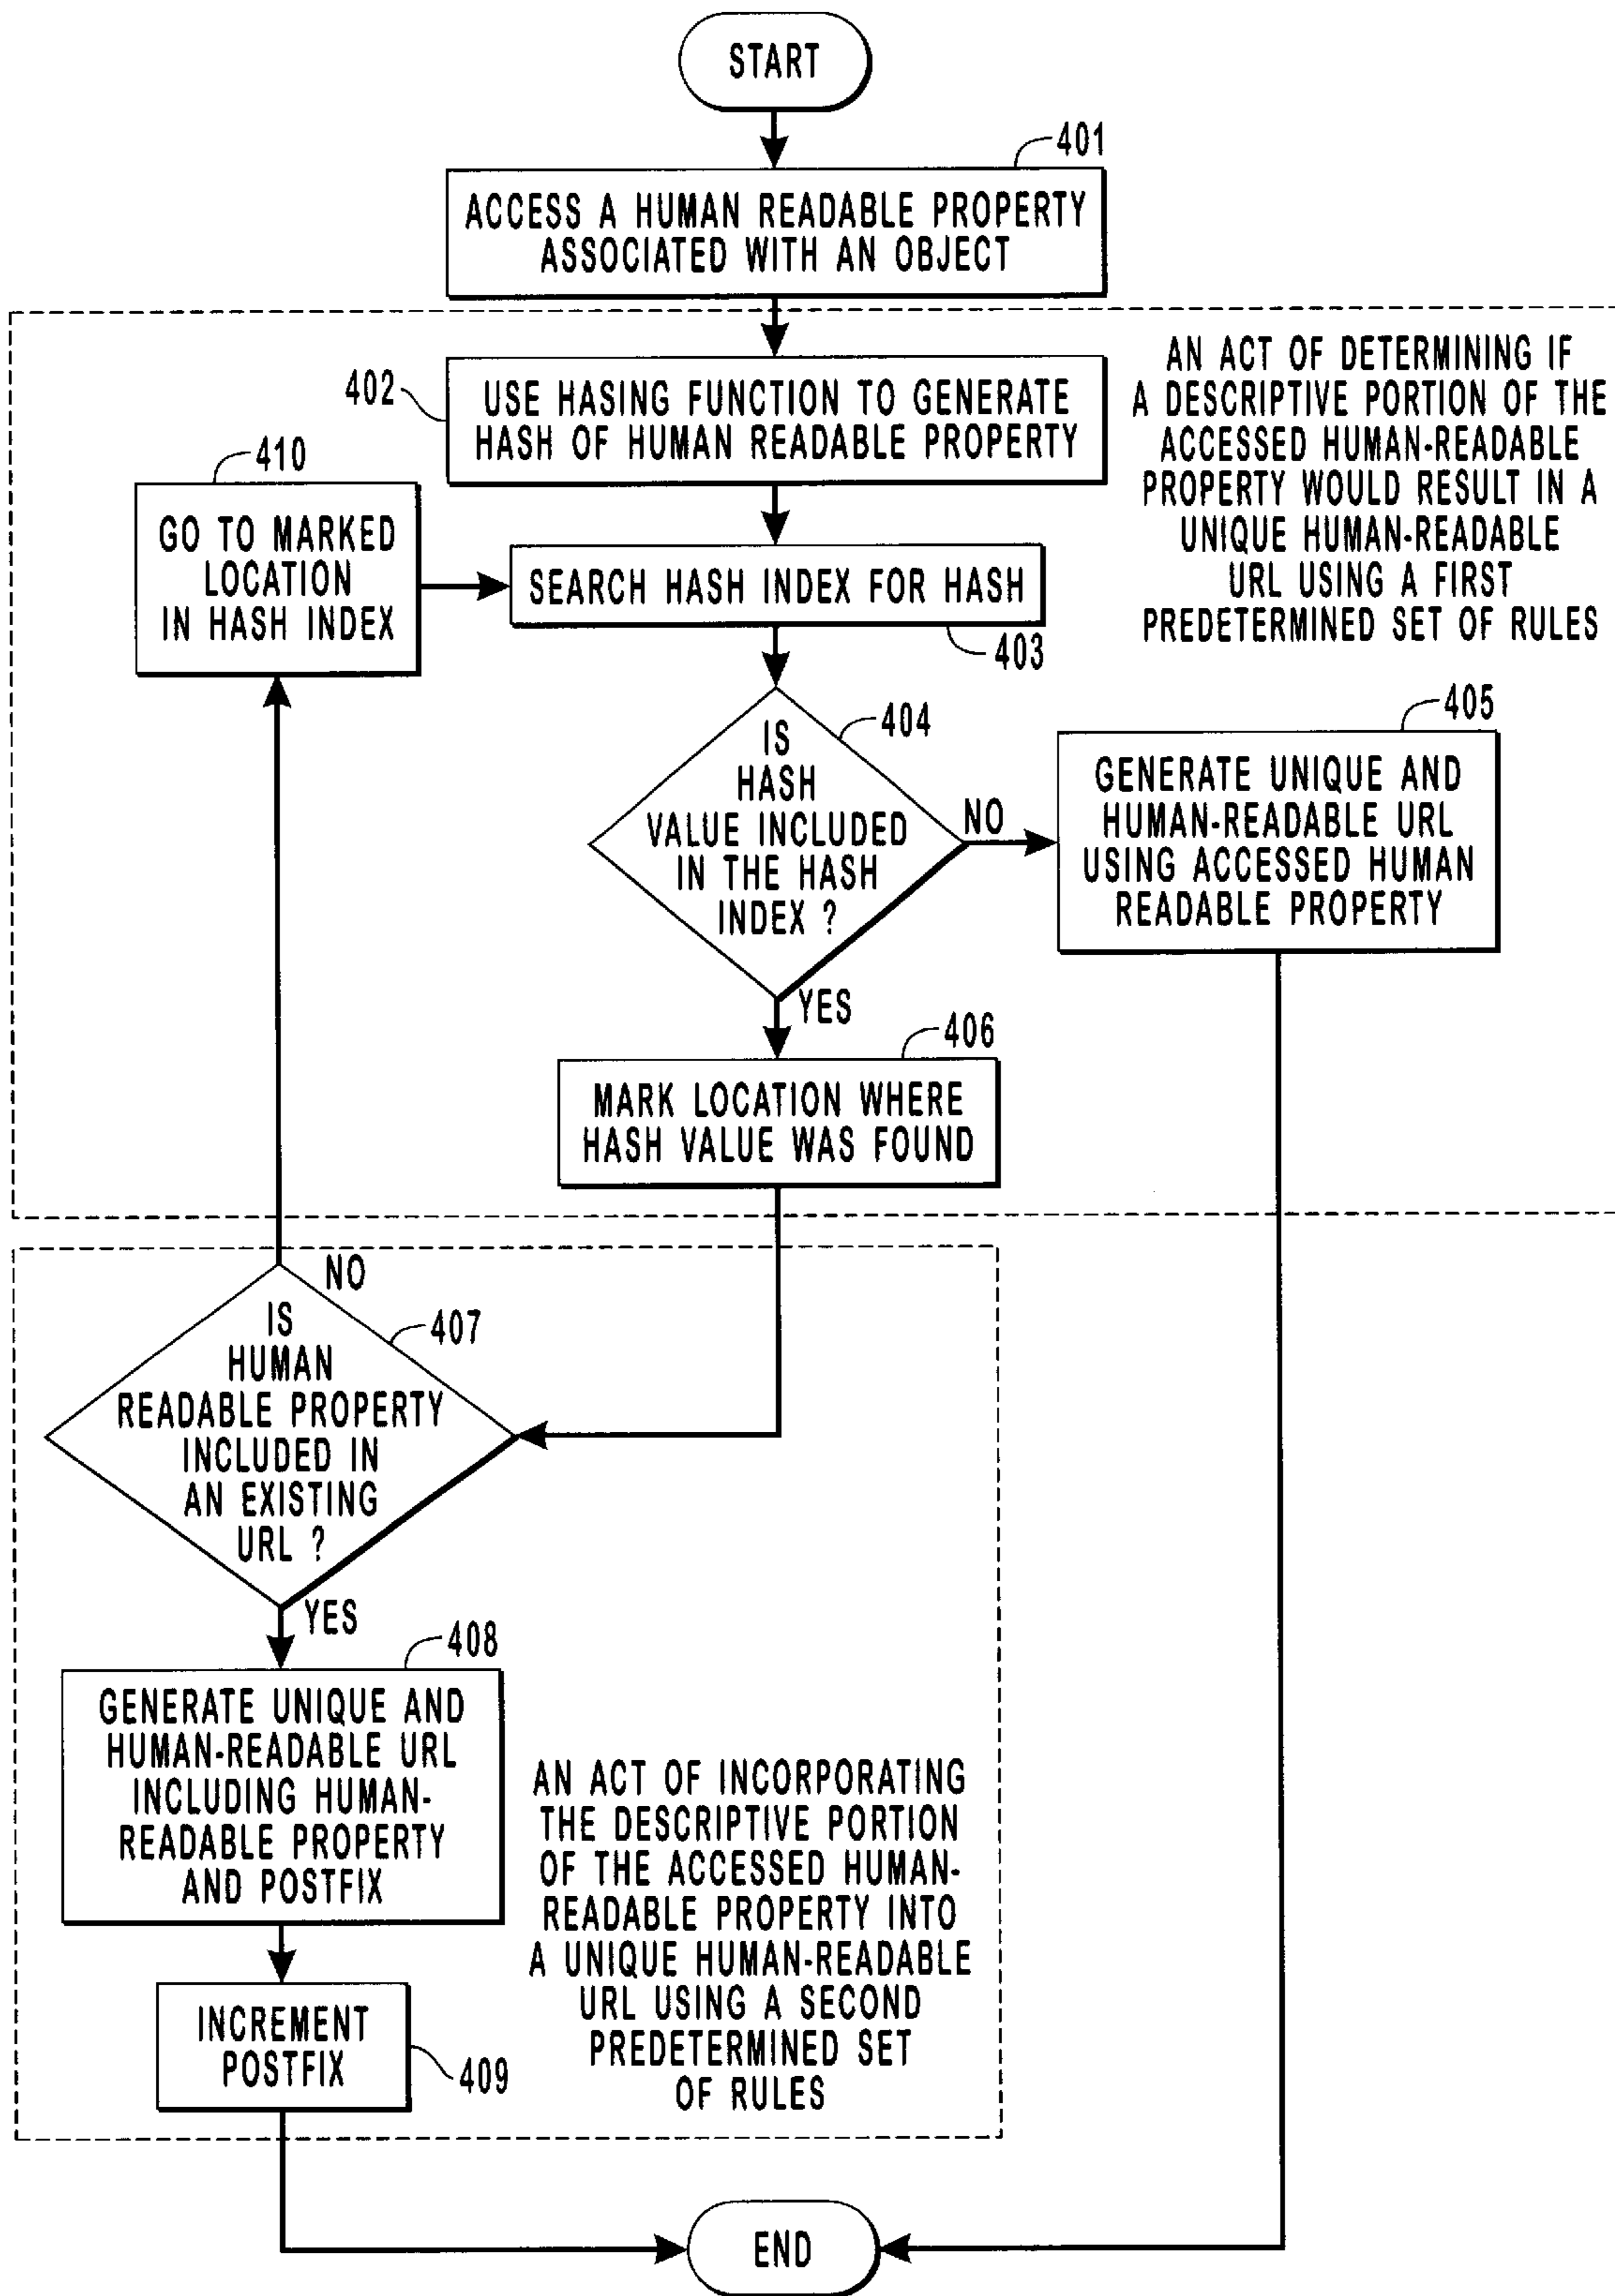 START
401
ACCESS A HUMAN READABLE PROPERTY
ASSOCIATED WITH AN OBJECT
402
USE HASING FUNCTION TO GENERATE
HASH OF HUMAN READABLE PROPERTY
AN ACT OF DETERMINING IF
A DESCRIPTIVE PORTION OF THE
ACCESSED HUMAN-READABLE
PROPERTY WOULD RESULT IN A
UNIQUE HUMAN-READABLE
URL USING A FIRST
PREDETERMINED SET OF RULES
410
GO TO MARKED
LOCATION
IN HASH INDEX
SEARCH HASH INDEX FOR HASH
403
404
IS
HASH
VALUE INCLUDED
IN THE HASH
INDEX ?
NO
YES
405
GENERATE UNIQUE AND
HUMAN-READABLE URL
USING ACCESSED HUMAN
READABLE PROPERTY
406
MARK LOCATION WHERE
HASH VALUE WAS FOUND
NO
407
IS
HUMAN
READABLE PROPERTY
INCLUDED IN
AN EXISTING
URL ?
YES
408
GENERATE UNIQUE AND
HUMAN-READABLE URL
INCLUDING HUMAN-
READABLE PROPERTY
AND POSTFIX
AN ACT OF INCORPORATING
THE DESCRIPTIVE PORTION
OF THE ACCESSED HUMAN-
READABLE PROPERTY INTO
A UNIQUE HUMAN-READABLE
URL USING A SECOND
PREDETERMINED SET
OF RULES
INCREMENT
POSTFIX
409
END